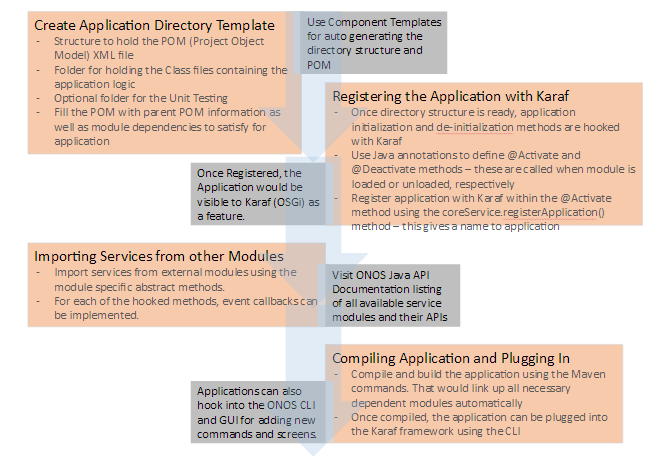 Create Application Directory Template
- Structure to hold the POM (Project Object
Model) XML file
- Folder for holding the Class files containing the
application logic
- Optional folder for the Unit Testing
- Fill the POM with parent POM information as
well as module dependencies to satisfy for
application
Use Component Templates
for auto generating the
directory structure and
POM
Registering the Application with Karaf
- Once directory structure is ready, application
initialization and de-initialization methods are hooked
with Karaf
- Use Java annotations to define @Activate and
@Deactivate methods – these are called when module is
loaded or unloaded, respectively
- Register application with Karaf within the @Activate
method using the coreService.registerApplication()
method – this gives a name to application
Once Registered, the
Application would be
visible to Karaf (OSGi) as
a feature.
Importing Services from other Modules
- Import services from external modules using the
module specific abstract methods.
- For each of the hooked methods, event callbacks can
be implemented.
Visit ONOS Java API
Documentation listing
of all available service
modules and their APIs
Compiling Application and Plugging In
- Compile and build the application using the Maven
commands. That would link up all necessary
dependent modules automatically
- Once compiled, the application can be plugged into
the Karaf framework using the CLI
Applications can also
hook into the ONOS CLI
and GUI for adding new
commands and screens.